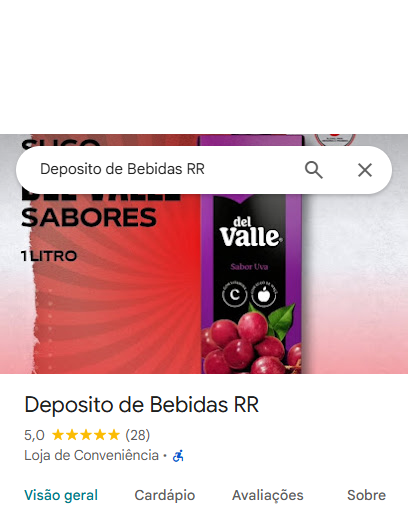 SUCO
Deposito de Bebidas RR
DEL VALLE
SABORES
1 LITRO
del
Valle
Sabor Uva
C
Deposito de Bebidas RR
5,0 ★★★★★ (28)
Loja de Conveniência ·
Visão geral Cardápio Avaliações Sobre